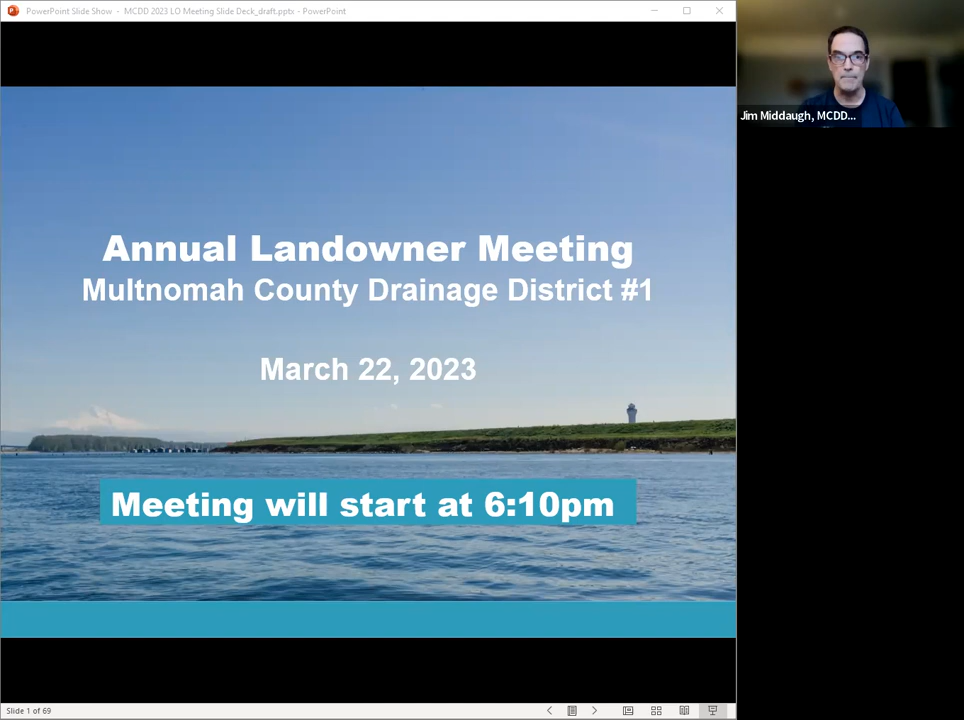 PowerPoint Slide Show - MCDD 2023 LO Meeting Slide Deck_draft.pptx - PowerPoint
Jim Middaugh, MCDD...
Annual Landowner Meeting
Multnomah County Drainage District #1
March 22, 2023
Meeting will start at 6:10pm
Slide 1 of 69